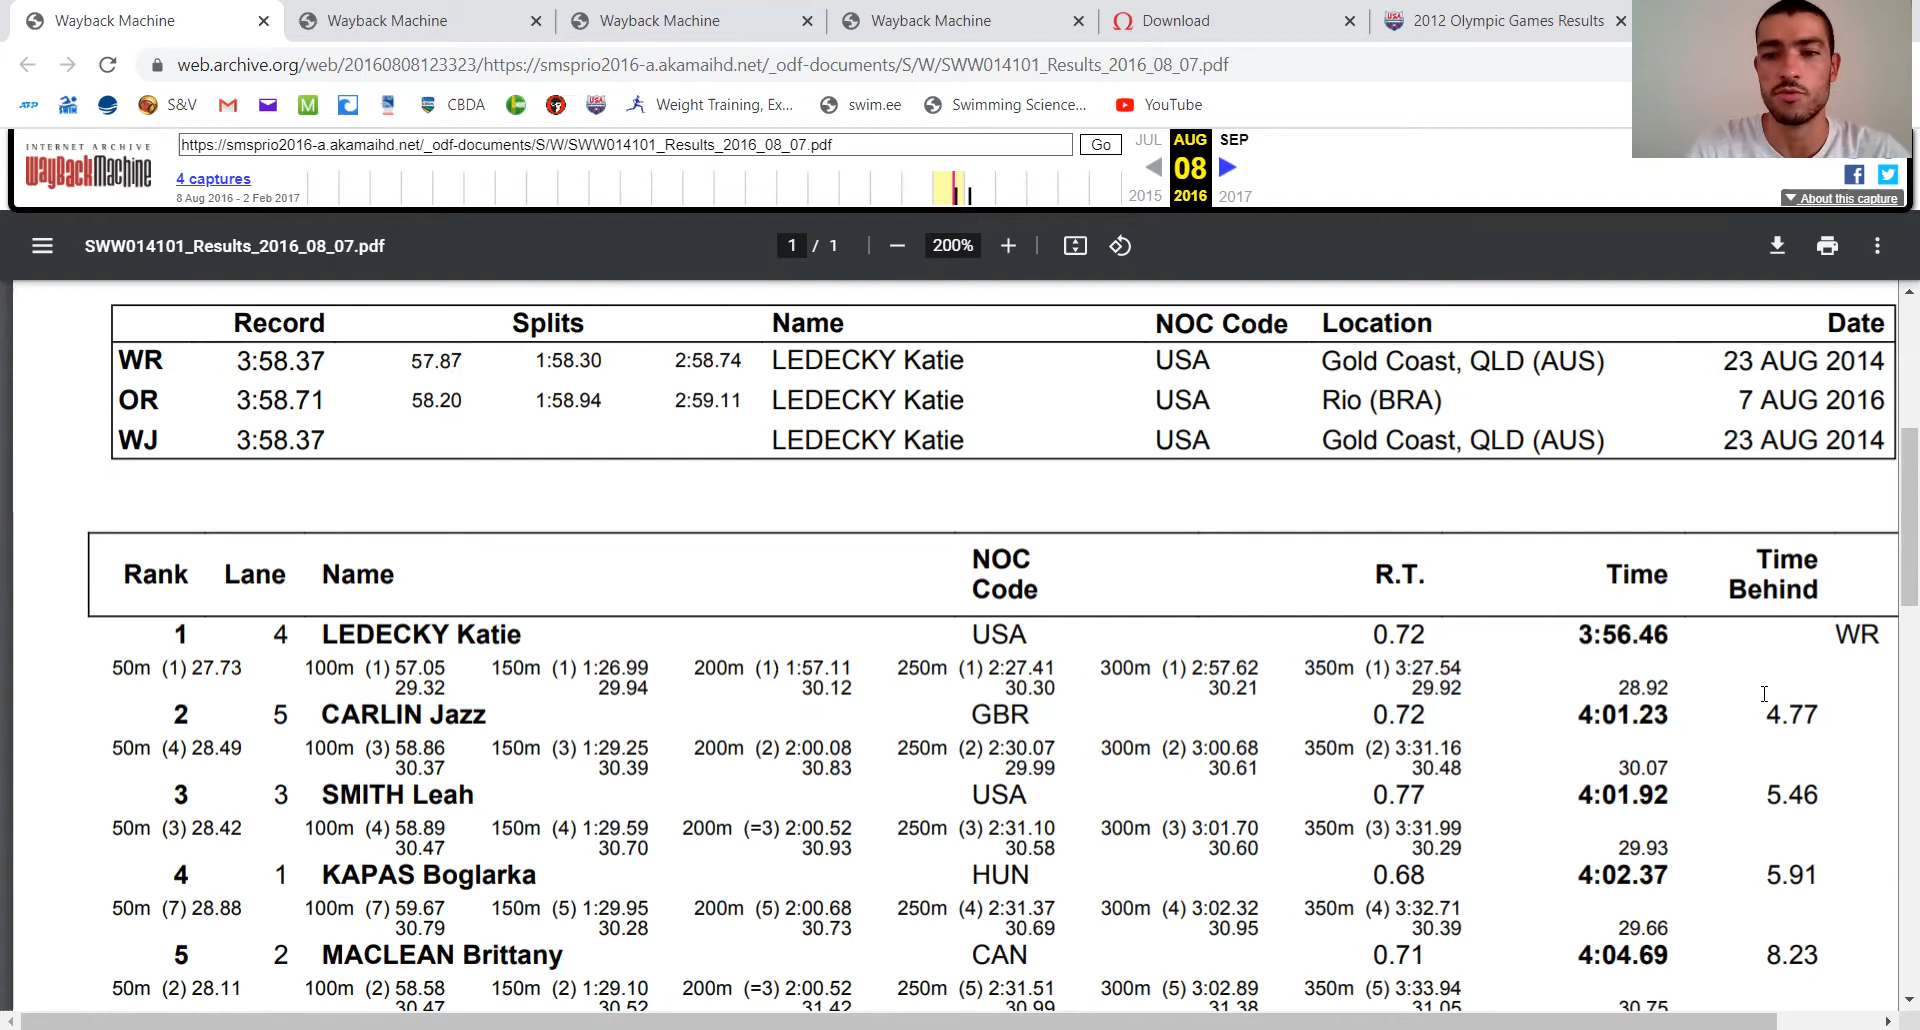 Wayback Machine
Wayback Machine
Wayback Machine
Wayback Machine
Download
2012 Olympic Games Results
web.archive.org/web/20160808123323/https://smsprio2016-a.akamaihd.net/_odf-documents/S/W/SWW014101_Results_2016_08_07.pdf
ATP S&V M CBDA Weight Training, Ex... swim.ee Swimming Science... YouTube
INTERNET ARCHIVE
WayBackMachine
https://smsprio2016-a.akamaihd.net/_odf-documents/S/W/SWW014101_Results_2016_08_07.pdf
Go
JUL AUG SEP
4 captures
08
8 Aug 2016 - 2 Feb 2017
2015 2016 2017
About this capture
SWW014101_Results_2016_08_07.pdf
1 / 1
200%
Record Splits Name NOC Code Location Date
WR 3:58.37 57.87 1:58.30 2:58.74 LEDECKY Katie USA Gold Coast, QLD (AUS) 23 AUG 2014
OR 3:58.71 58.20 1:58.94 2:59.11 LEDECKY Katie USA Rio (BRA) 7 AUG 2016
WJ 3:58.37 LEDECKY Katie USA Gold Coast, QLD (AUS) 23 AUG 2014
Rank Lane Name NOC Code R.T. Time Time Behind
1 4 LEDECKY Katie USA 0.72 3:56.46 WR
50m (1) 27.73 100m (1) 57.05 150m (1) 1:26.99 200m (1) 1:57.11 250m (1) 2:27.41 300m (1) 2:57.62 350m (1) 3:27.54
29.32 29.94 30.12 30.30 30.21 29.92 28.92
2 5 CARLIN Jazz GBR 0.72 4:01.23 4.77
50m (4) 28.49 100m (3) 58.86 150m (3) 1:29.25 200m (2) 2:00.08 250m (2) 2:30.07 300m (2) 3:00.68 350m (2) 3:31.16
30.37 30.39 30.83 29.99 30.61 30.48 30.07
3 3 SMITH Leah USA 0.77 4:01.92 5.46
50m (3) 28.42 100m (4) 58.89 150m (4) 1:29.59 200m (=3) 2:00.52 250m (3) 2:31.10 300m (3) 3:01.70 350m (3) 3:31.99
30.47 30.70 30.93 30.58 30.60 30.29 29.93
4 1 KAPAS Boglarka HUN 0.68 4:02.37 5.91
50m (7) 28.88 100m (7) 59.67 150m (5) 1:29.95 200m (5) 2:00.68 250m (4) 2:31.37 300m (4) 3:02.32 350m (4) 3:32.71
30.79 30.28 30.73 30.69 30.95 30.39 29.66
5 2 MACLEAN Brittany CAN 0.71 4:04.69 8.23
50m (2) 28.11 100m (2) 58.58 150m (2) 1:29.10 200m (=3) 2:00.52 250m (5) 2:31.51 300m (5) 3:02.89 350m (5) 3:33.94
30.47 30.52 31.42 30.99 31.38 31.05 30.75